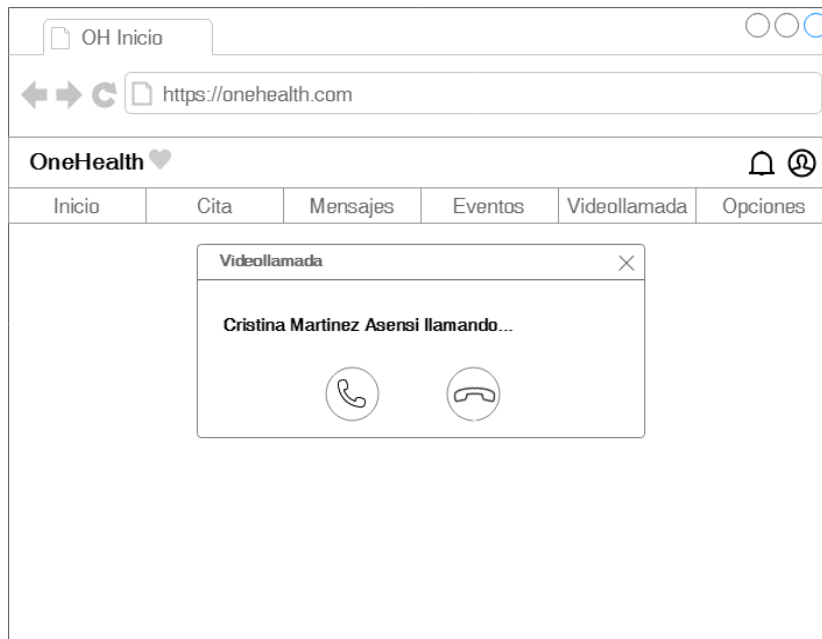 OH Inicio
https://onehealth.com
OneHealth
Inicio Cita Mensajes Eventos Videollamada Opciones
Videollamada
Cristina Martinez Asensi llamando...